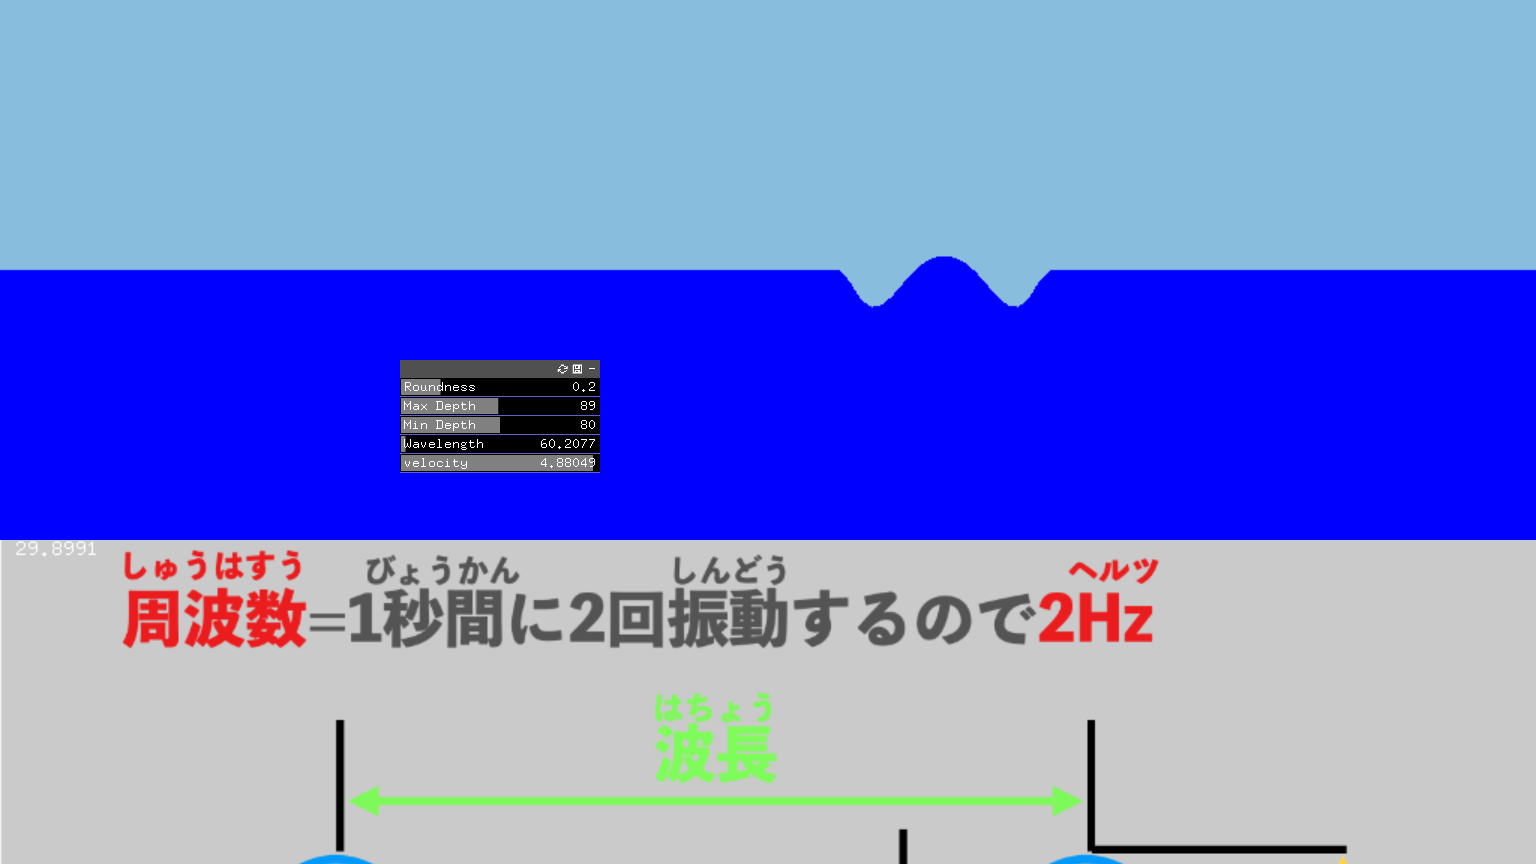 Roundness 0.2
Max Depth 89
Min Depth 80
Wavelength 60.2077
velocity 4.88049
29.8991
しゅうはすう びょうかん しんどう ヘルツ
周波数=1秒間に2回振動するので2Hz
はちょう
波長